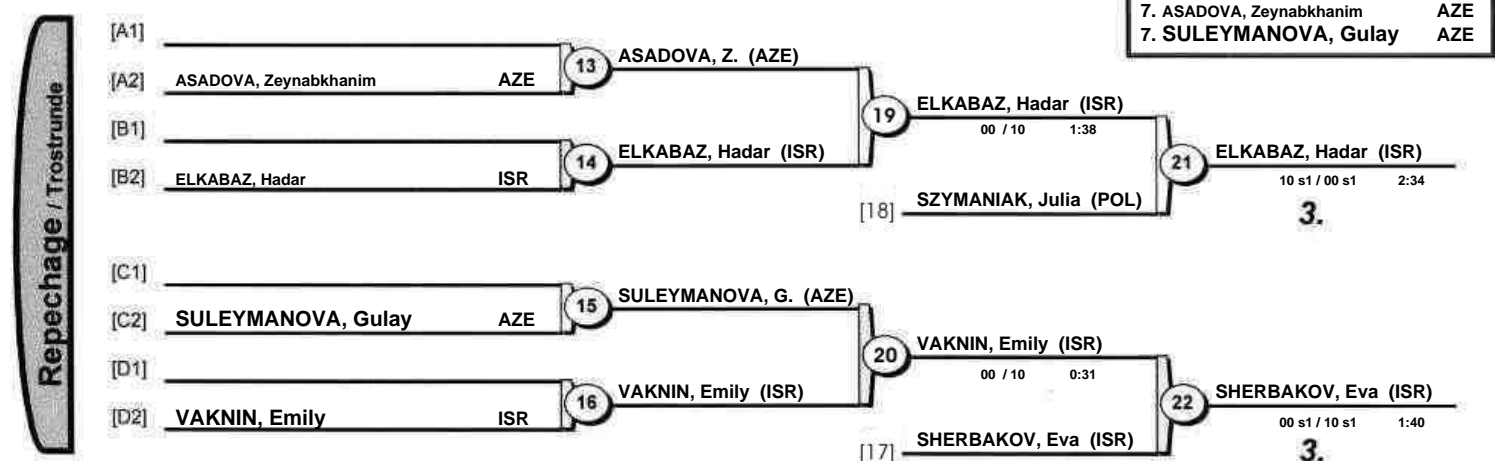 7. ASADOVA, Zeynabkhanim AZE
7. SULEYMANOVA, Gulay AZE
Repechage / Trostrunde
[A1]
[A2] ASADOVA, Zeynabkhanim AZE
13 ASADOVA, Z. (AZE)
[B1]
[B2] ELKABAZ, Hadar ISR
14 ELKABAZ, Hadar (ISR)
19 ELKABAZ, Hadar (ISR)
00 / 10 1:38
[18] SZYMANIAK, Julia (POL)
21 ELKABAZ, Hadar (ISR)
10 s1 / 00 s1 2:34
3.
[C1]
[C2] SULEYMANOVA, Gulay AZE
15 SULEYMANOVA, G. (AZE)
[D1]
[D2] VAKNIN, Emily ISR
16 VAKNIN, Emily (ISR)
20 VAKNIN, Emily (ISR)
00 / 10 0:31
[17] SHERBAKOV, Eva (ISR)
22 SHERBAKOV, Eva (ISR)
00 s1 / 10 s1 1:40
3.